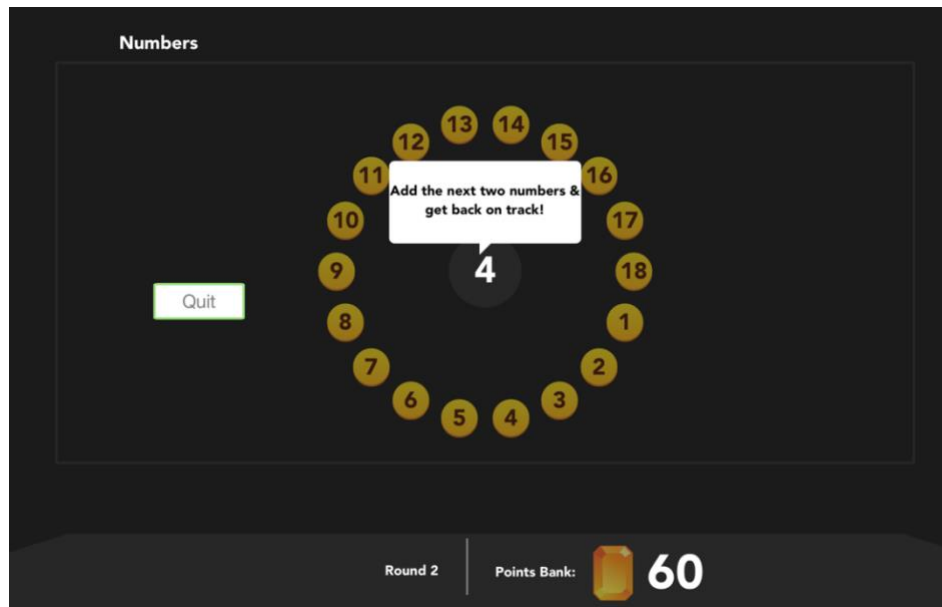 Numbers
13 14
12 15
11 16
Add the next two numbers &
get back on track!
10 17
4
9 18
Quit
8 1
7 2
6 3
5 4
Round 2 Points Bank: 60